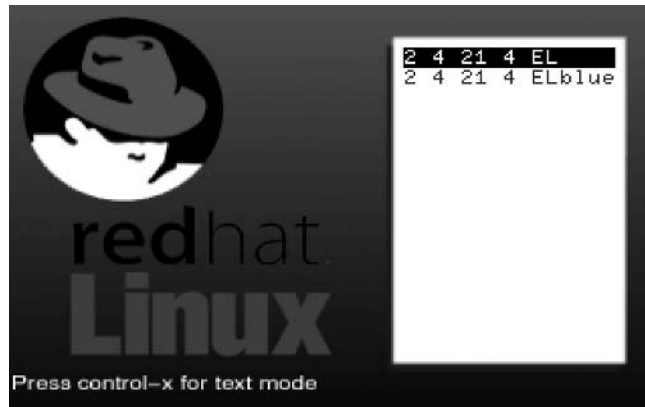 2 4 21 4 EL
2 4 21 4 ELblue
redhat.
Linux
Press control-x for text mode